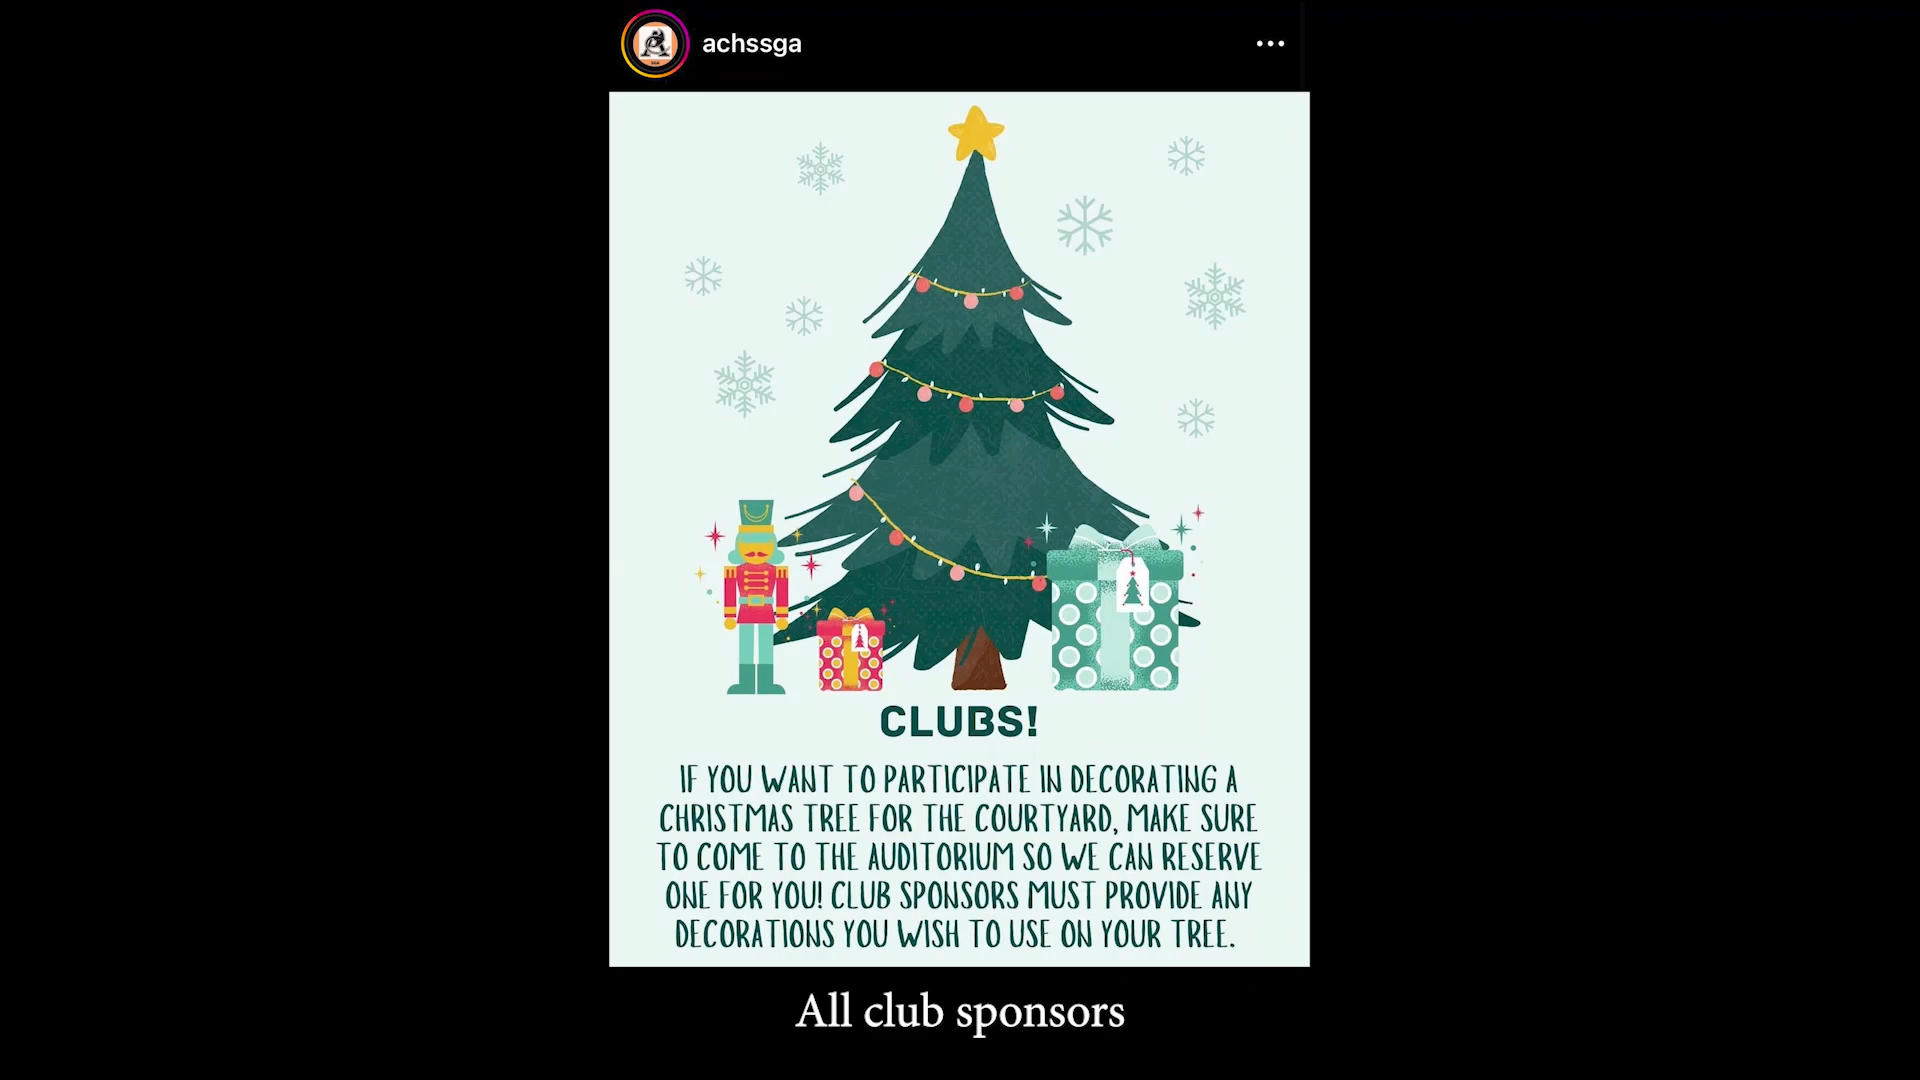 achssga
CLUBS!
IF YOU WANT TO PARTICIPATE IN DECORATING A
CHRISTMAS TREE FOR THE COURTYARD, MAKE SURE
TO COME TO THE AUDITORIUM SO WE CAN RESERVE
ONE FOR YOU! CLUB SPONSORS MUST PROVIDE ANY
DECORATIONS YOU WISH TO USE ON YOUR TREE.
All club sponsors